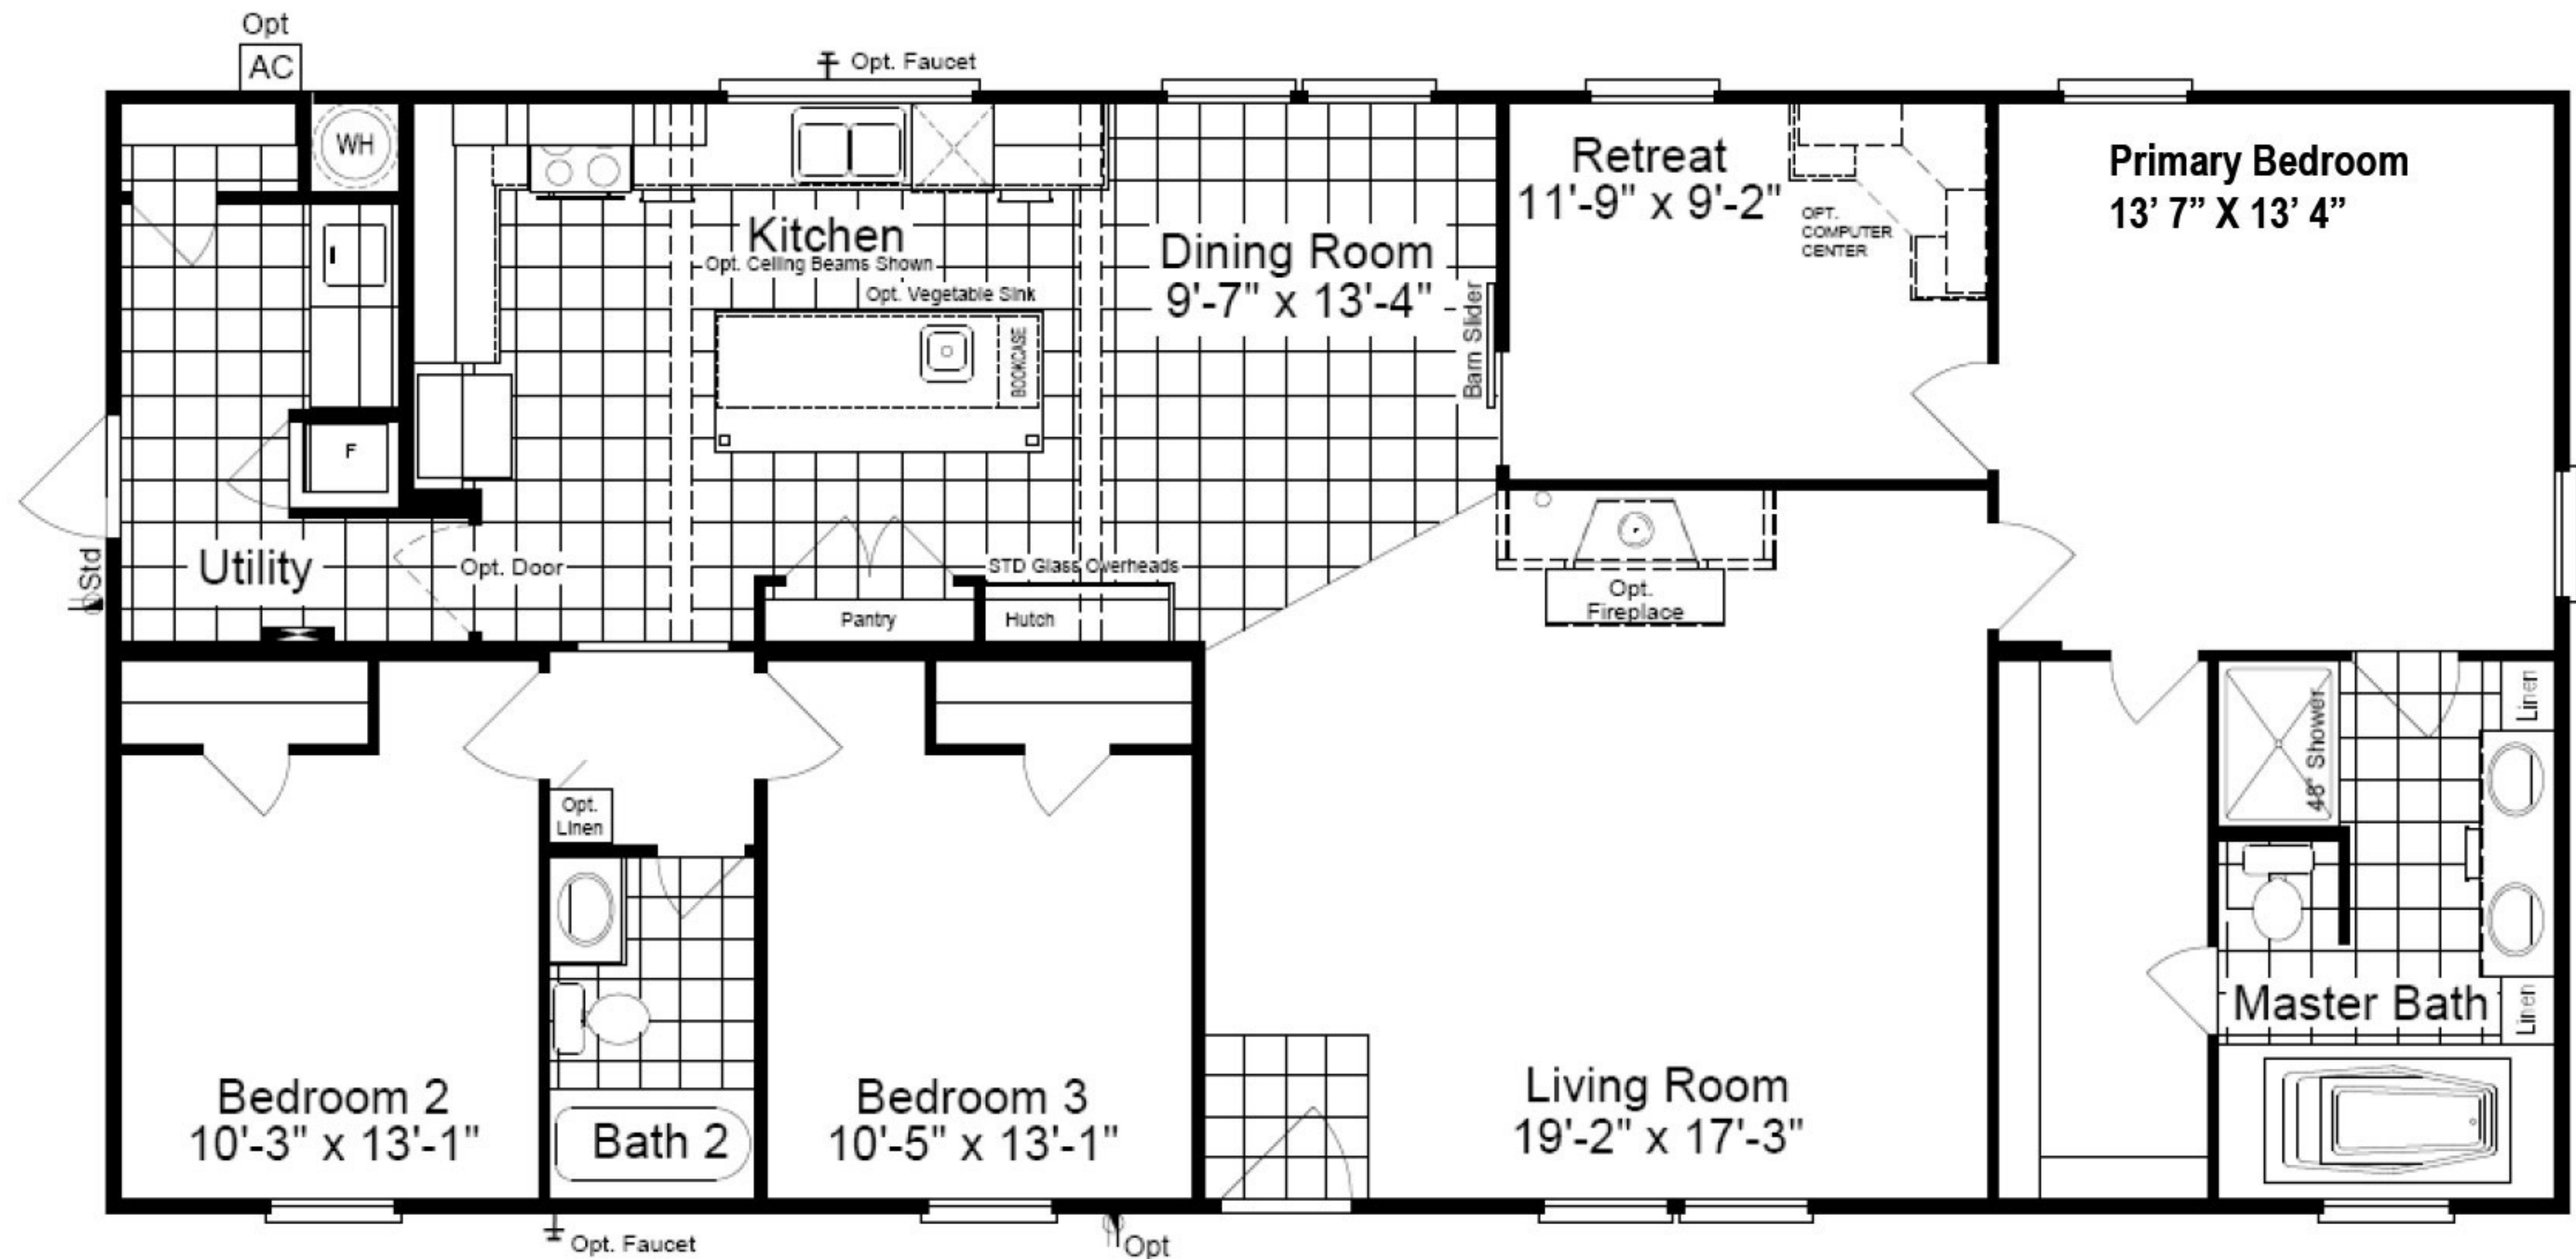 Opt
AC
Opt. Faucet
WH
Retreat
11'-9" x 9'-2"
OPT.
COMPUTER
CENTER
Primary Bedroom
13’ 7” X 13’ 4”
Kitchen
Opt. Ceiling Beams Shown
Opt. Vegetable Sink
BOOKCASE
Dining Room
9'-7" x 13'-4"
Barn Slider
F
Std
Utility
Opt. Door
STD Glass Overheads
Pantry
Hutch
Opt.
Fireplace
Opt.
Linen
48" Shower
Linen
Master Bath
Linen
Bedroom 2
10'-3" x 13'-1"
Bath 2
Bedroom 3
10'-5" x 13'-1"
Living Room
19'-2" x 17'-3"
Opt. Faucet
Opt